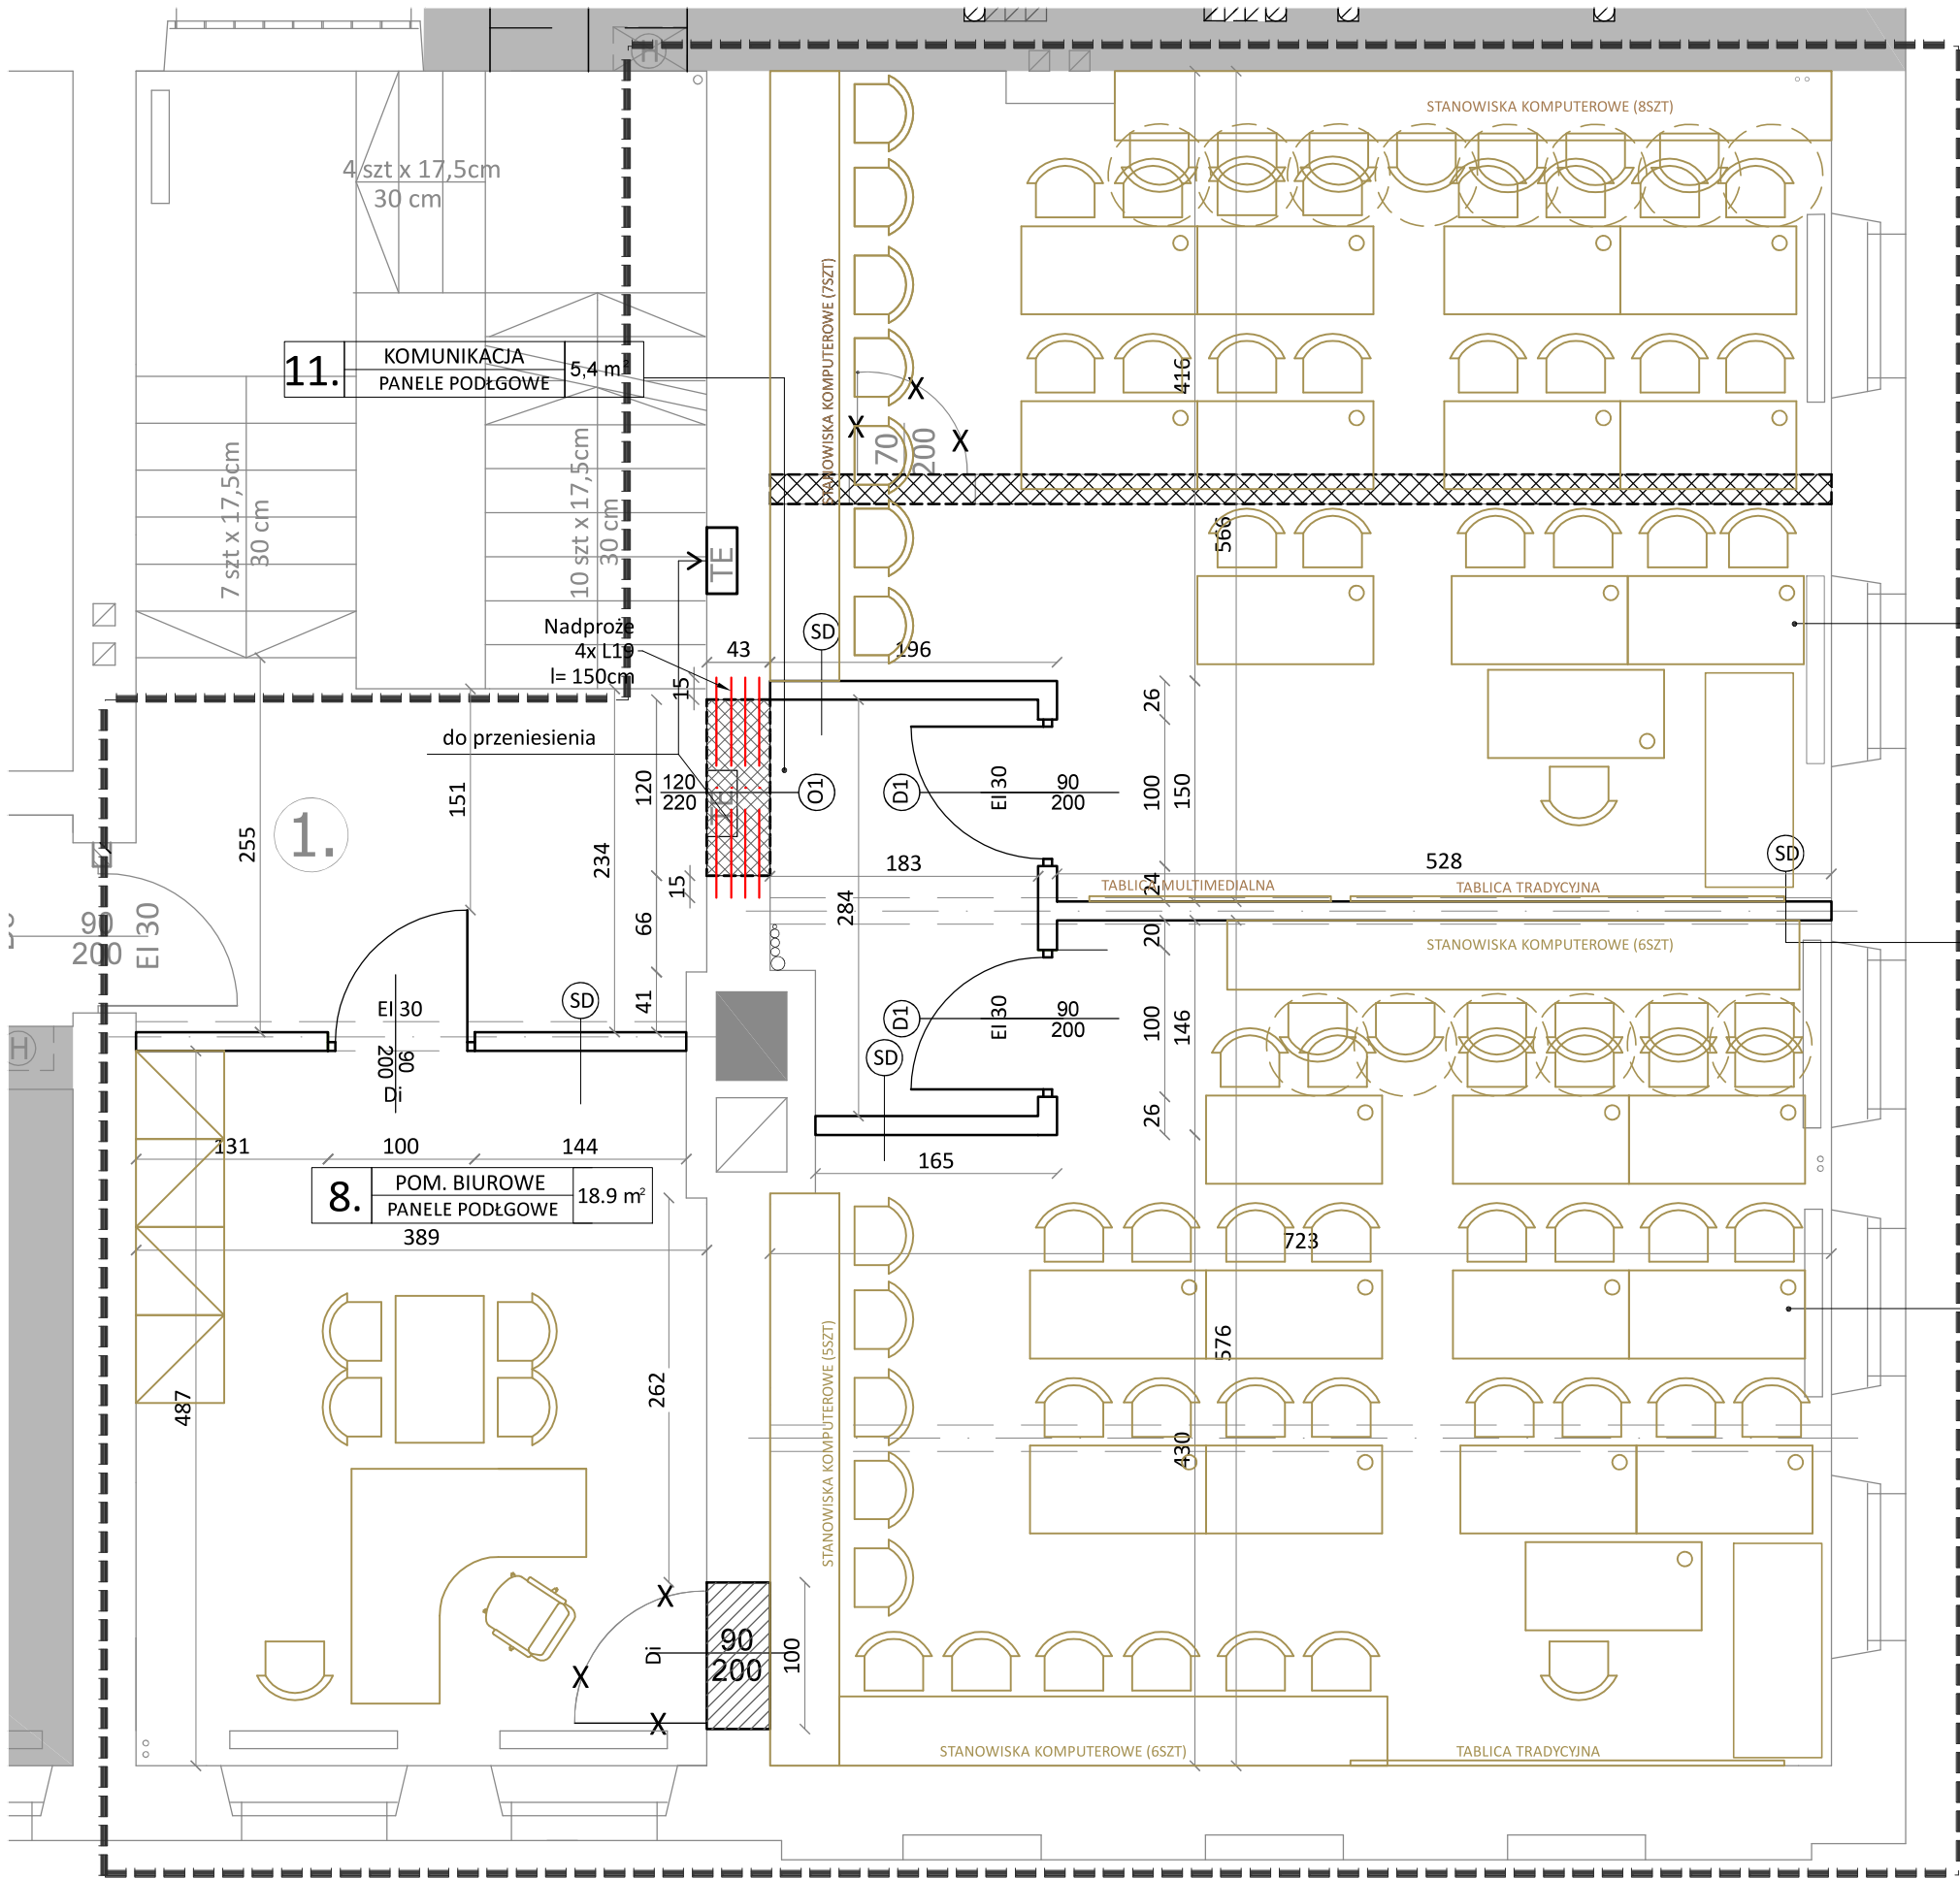 H
STANOWISKA KOMPUTEROWE (8SZT)
4 szt x 17,5cm
30 cm
STANOWISKA KOMPUTEROWE (7SZT)
11.
KOMUNIKACJA
PANELE PODŁGOWE
5,4 m²
416
70
200
7 szt x 17,5cm
30 cm
10 szt x 17,5cm
30 cm
566
TE
Nadproże
4x L19
l= 150cm
SD
43
196
15
26
do przeniesienia
151
120
120
220
O1
D1
EI 30
90
200
100
150
1.
255
234
183
528
SD
15
24
TABLICA MULTIMEDIALNA
TABLICA TRADYCYJNA
284
90
200
EI 30
66
20
STANOWISKA KOMPUTEROWE (6SZT)
41
SD
EI 30
90
200
Di
D1
EI 30
90
200
100
146
H
SD
26
131
100
144
165
8.
POM. BIUROWE
PANELE PODŁGOWE
18.9 m²
389
723
576
STANOWISKA KOMPUTEROWE (5SZT)
262
487
430
Di
90
200
100
STANOWISKA KOMPUTEROWE (6SZT)
TABLICA TRADYCYJNA
X
X
X
X
X
X